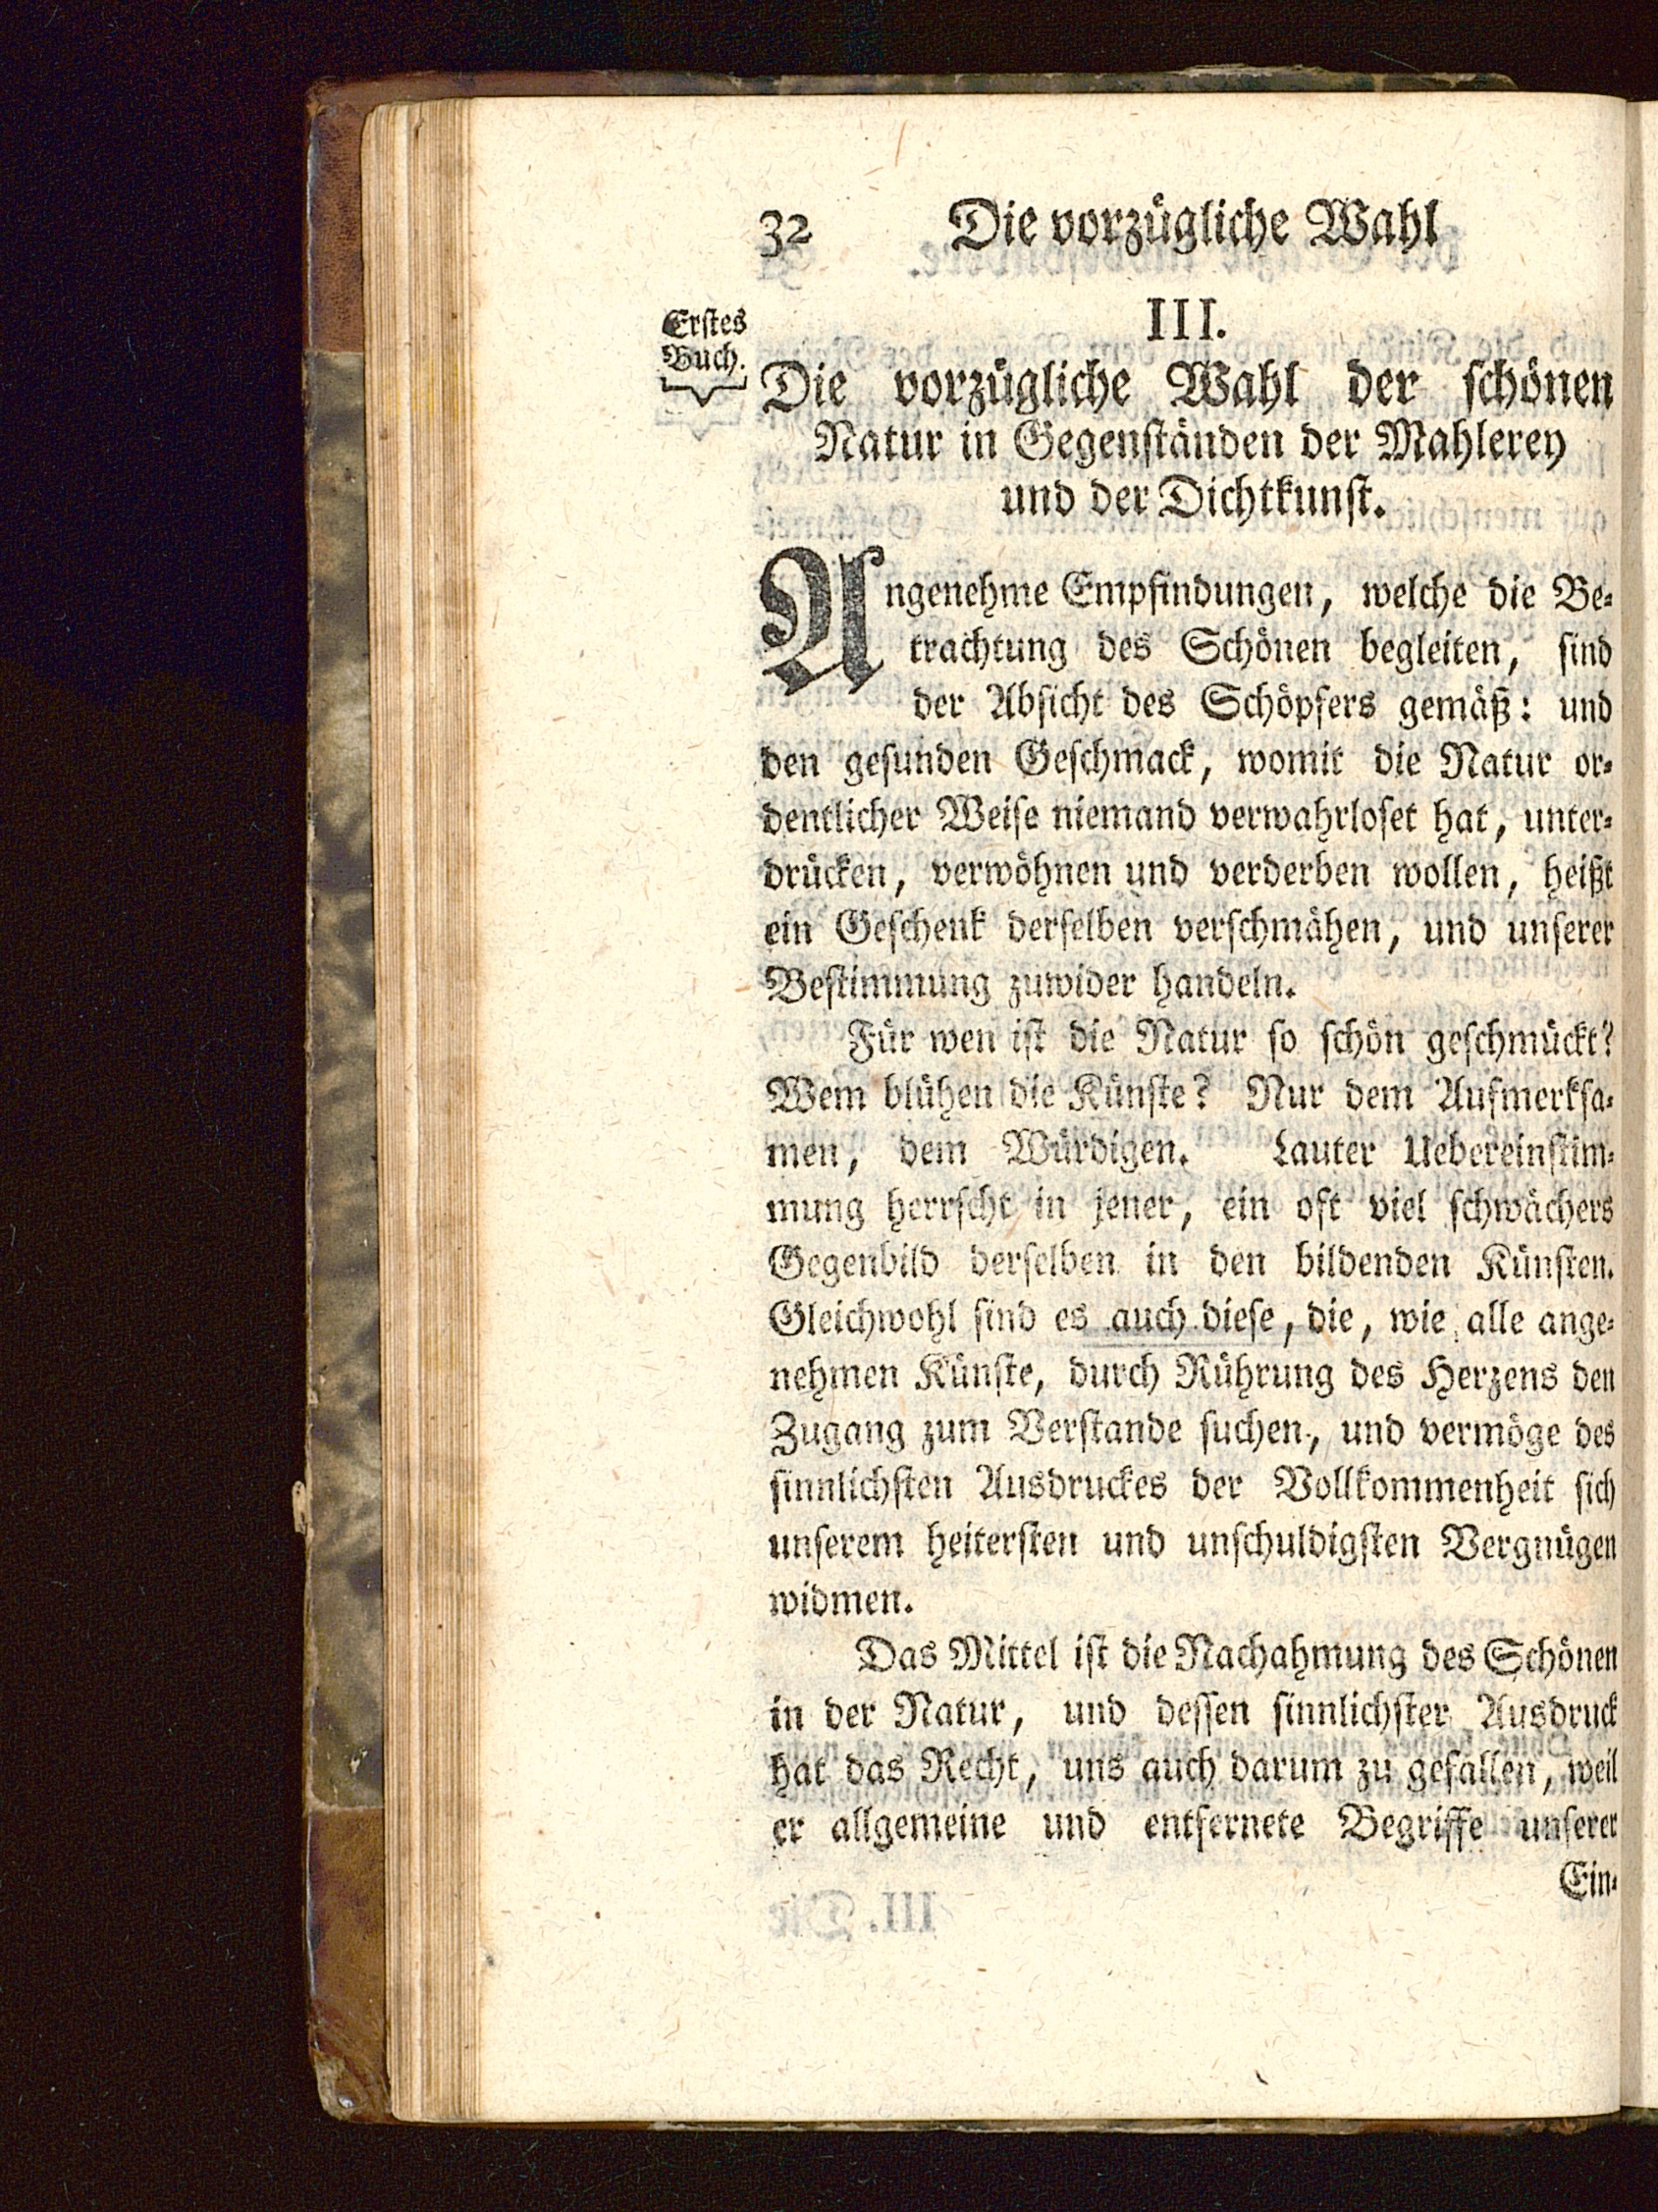 32 Die vorzügliche Wahl
Erstes
Buch.
III.
Die vorzügliche Wahl der schönen
Natur in Gegenständen der Mahlerey
und der Dichtkunst.
Angenehme Empfindungen, welche die Be-
trachtung des Schönen begleiten, sind
der Absicht des Schöpfers gemäß: und
den gesunden Geschmack, womit die Natur or-
dentlicher Weise niemand verwahrloset hat, unter-
drücken, verwöhnen und verderben wollen, heißt
ein Geschenk derselben verschmähen, und unserer
Bestimmung zuwider handeln.
Für wen ist die Natur so schön geschmückt?
Wem blühen die Künste? Nur dem Aufmerksa-
men, dem Würdigen. Lauter Uebereinstim-
mung herrscht in jener, ein oft viel schwächers
Gegenbild derselben in den bildenden Künsten.
Gleichwohl sind es auch diese, die, wie alle ange-
nehmen Künste, durch Rührung des Herzens den
Zugang zum Verstande suchen, und vermöge des
sinnlichsten Ausdruckes der Vollkommenheit sich
unserem heitersten und unschuldigsten Vergnügen
widmen.
Das Mittel ist die Nachahmung des Schönen
in der Natur, und dessen sinnlichster Ausdruck
hat das Recht, uns auch darum zu gefallen, weil
er allgemeine und entfernete Begriffe unserer
Ein-